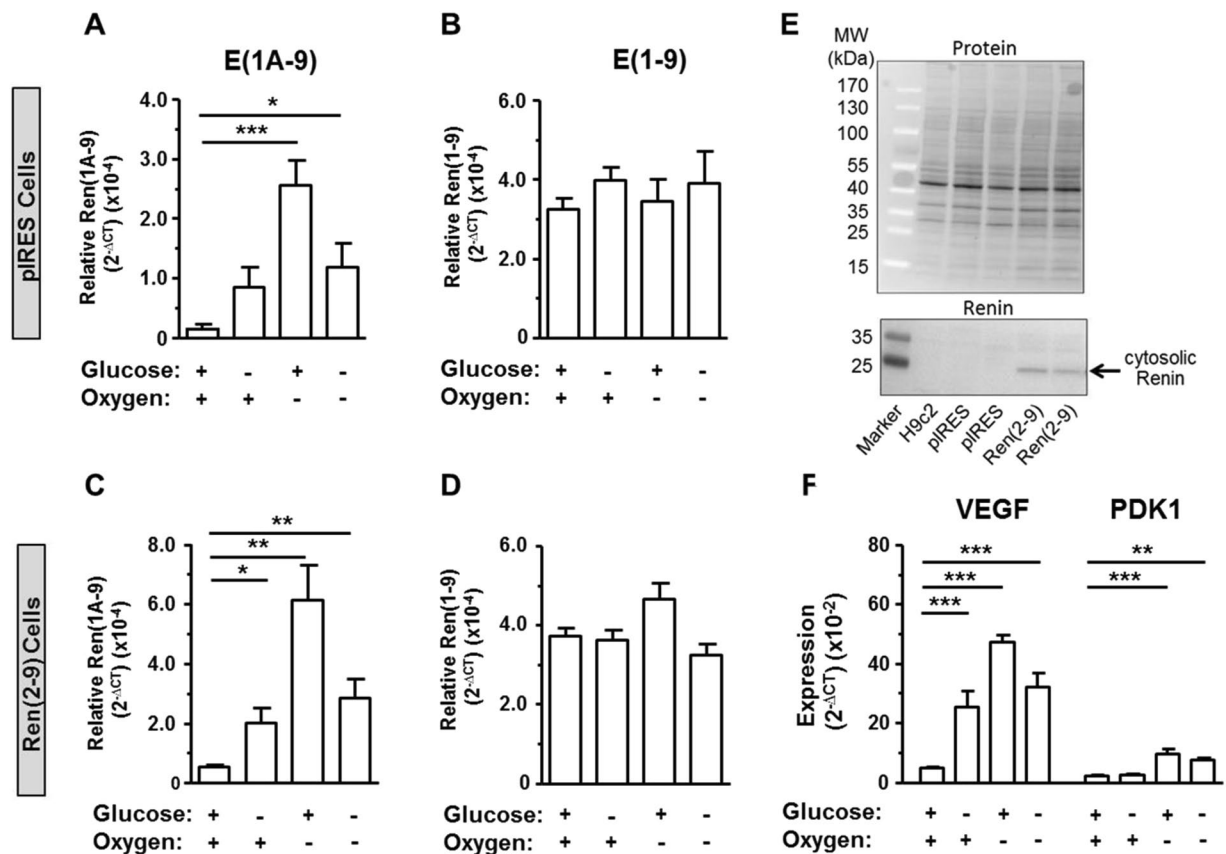 A
E(1A-9)
pIRES Cells
Relative Ren(1A-9)
(2-ΔCT) (x10-4)
4.0
3.0
2.0
1.0
0
*
***
Glucose: + - + -
Oxygen: + + - -
B
E(1-9)
Relative Ren(1-9)
(2-ΔCT) (x10-4)
6.0
4.0
2.0
0.0
Glucose: + - + -
Oxygen: + + - -
E
MW
(kDa)
Protein
170
130
100
55
40
35
25
15
Renin
35
25
cytosolic
Renin
Marker
H9c2
pIRES
pIRES
Ren(2-9)
Ren(2-9)
C
Ren(2-9) Cells
Relative Ren(1A-9)
(2-ΔCT) (x10-4)
8.0
6.0
4.0
2.0
0.0
**
**
*
Glucose: + - + -
Oxygen: + + - -
D
Relative Ren(1-9)
(2-ΔCT) (x10-4)
6.0
4.0
2.0
0.0
Glucose: + - + -
Oxygen: + + - -
F
VEGF
PDK1
Expression
(2-ΔCT) (x10-2)
80
60
40
20
0
***
***
***
**
***
Glucose: + - + - + - + -
Oxygen: + + - - + + - -